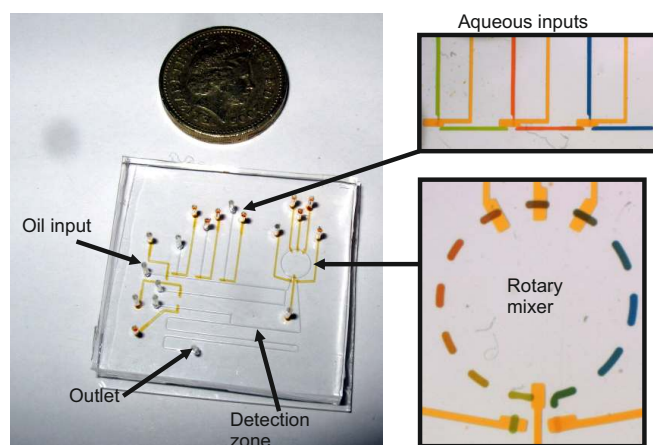 Aqueous inputs
Oil input
Rotary
mixer
Outlet
Detection
zone